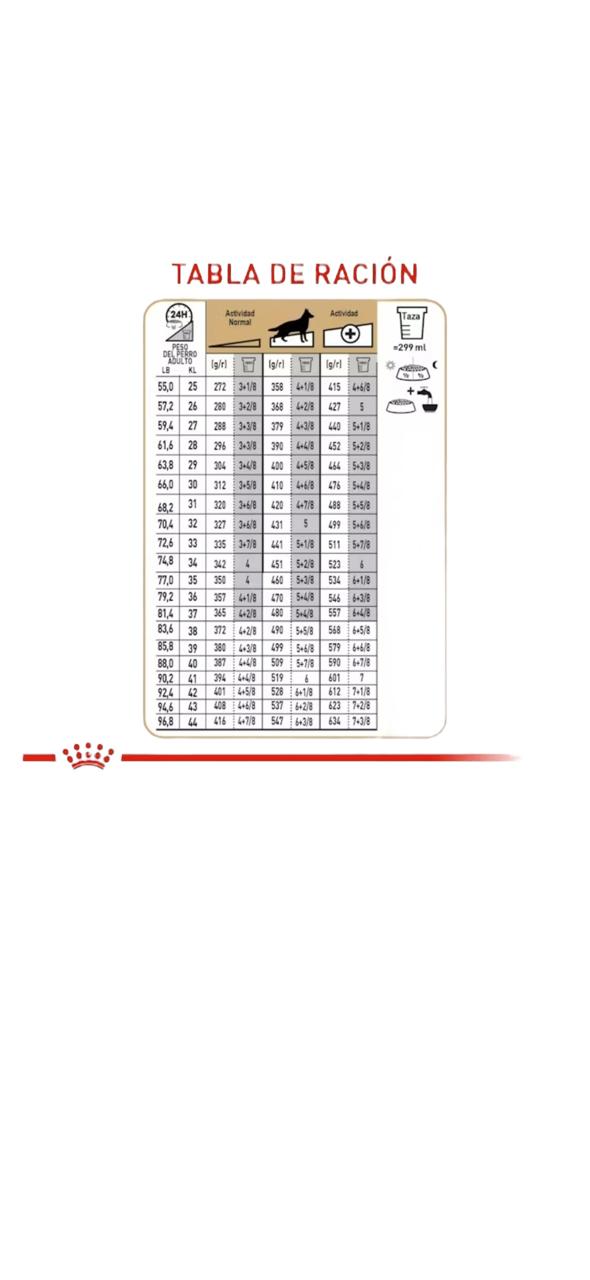 TABLA DE RACIÓN
24H
PESO
DEL PERRO
ADULTO
LB KL
Actividad
Normal
Actividad
Taza
=299 ml
(g/r) (g/r) (g/r)
55,0 25 272 3+1/8 358 4+1/8 415 4+6/8
57,2 26 280 3+2/8 368 4+2/8 427 5
59,4 27 288 3+3/8 379 4+3/8 440 5+1/8
61,6 28 296 3+3/8 390 4+4/8 452 5+2/8
63,8 29 304 3+4/8 400 4+5/8 464 5+3/8
66,0 30 312 3+5/8 410 4+6/8 476 5+4/8
68,2 31 320 3+6/8 420 4+7/8 488 5+5/8
70,4 32 327 3+6/8 431 5 499 5+6/8
72,6 33 335 3+7/8 441 5+1/8 511 5+7/8
74,8 34 342 4 451 5+2/8 523 6
77,0 35 350 4 460 5+3/8 534 6+1/8
79,2 36 357 4+1/8 470 5+4/8 546 6+3/8
81,4 37 365 4+2/8 480 5+4/8 557 6+4/8
83,6 38 372 4+2/8 490 5+5/8 568 6+5/8
85,8 39 380 4+3/8 499 5+6/8 579 6+6/8
88,0 40 387 4+4/8 509 5+7/8 590 6+7/8
90,2 41 394 4+4/8 519 6 601 7
92,4 42 401 4+5/8 528 6+1/8 612 7+1/8
94,6 43 408 4+6/8 537 6+2/8 623 7+2/8
96,8 44 416 4+7/8 547 6+3/8 634 7+3/8